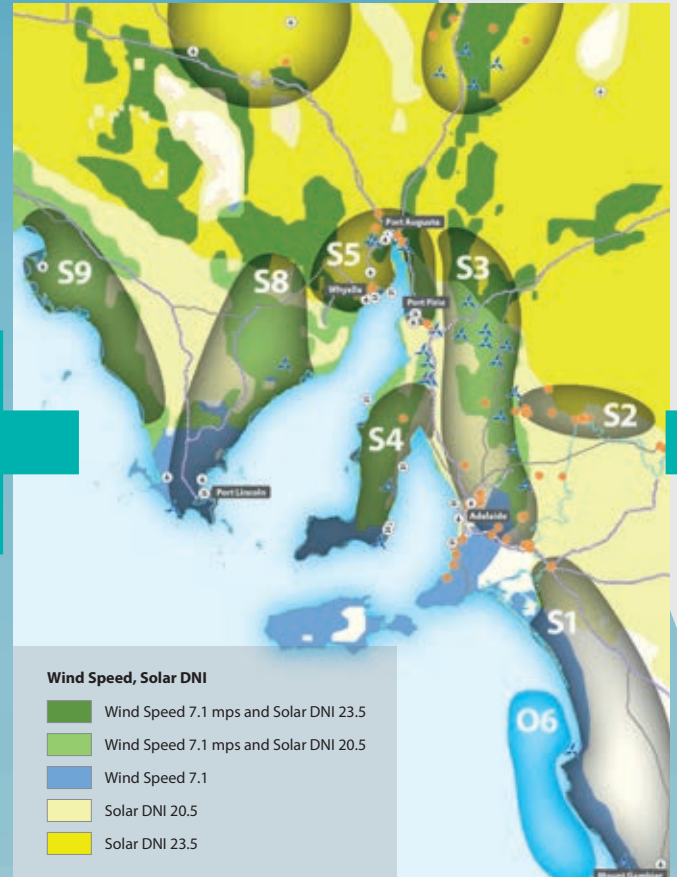 Port Augusta
S9
S8
S5
S3
Whyalla
Port Pirie
S2
S4
Port Lincoln
Adelaide
S1
O6
Mount Gambier
Wind Speed, Solar DNI
Wind Speed 7.1 mps and Solar DNI 23.5
Wind Speed 7.1 mps and Solar DNI 20.5
Wind Speed 7.1
Solar DNI 20.5
Solar DNI 23.5